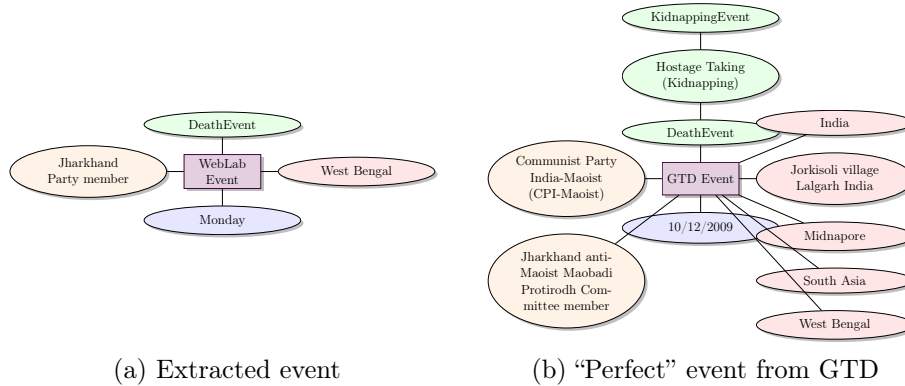 DeathEvent
Jharkhand
Party member
WebLab
Event
West Bengal
Monday
(a) Extracted event
KidnappingEvent
Hostage Taking
(Kidnapping)
DeathEvent
India
Communist Party
India-Maoist
(CPI-Maoist)
GTD Event
Jorkisoli village
Lalgarh India
10/12/2009
Midnapore
Jharkhand anti-
Maoist Maobadi
Protirodh Com-
mittee member
South Asia
West Bengal
(b) “Perfect” event from GTD